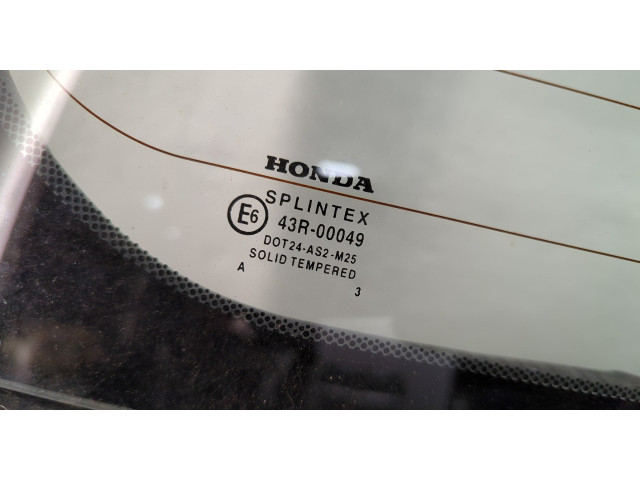 HONDA
SPLINTEX
E6 43R-00049
DOT24-AS2-M25
SOLID TEMPERED
A
3